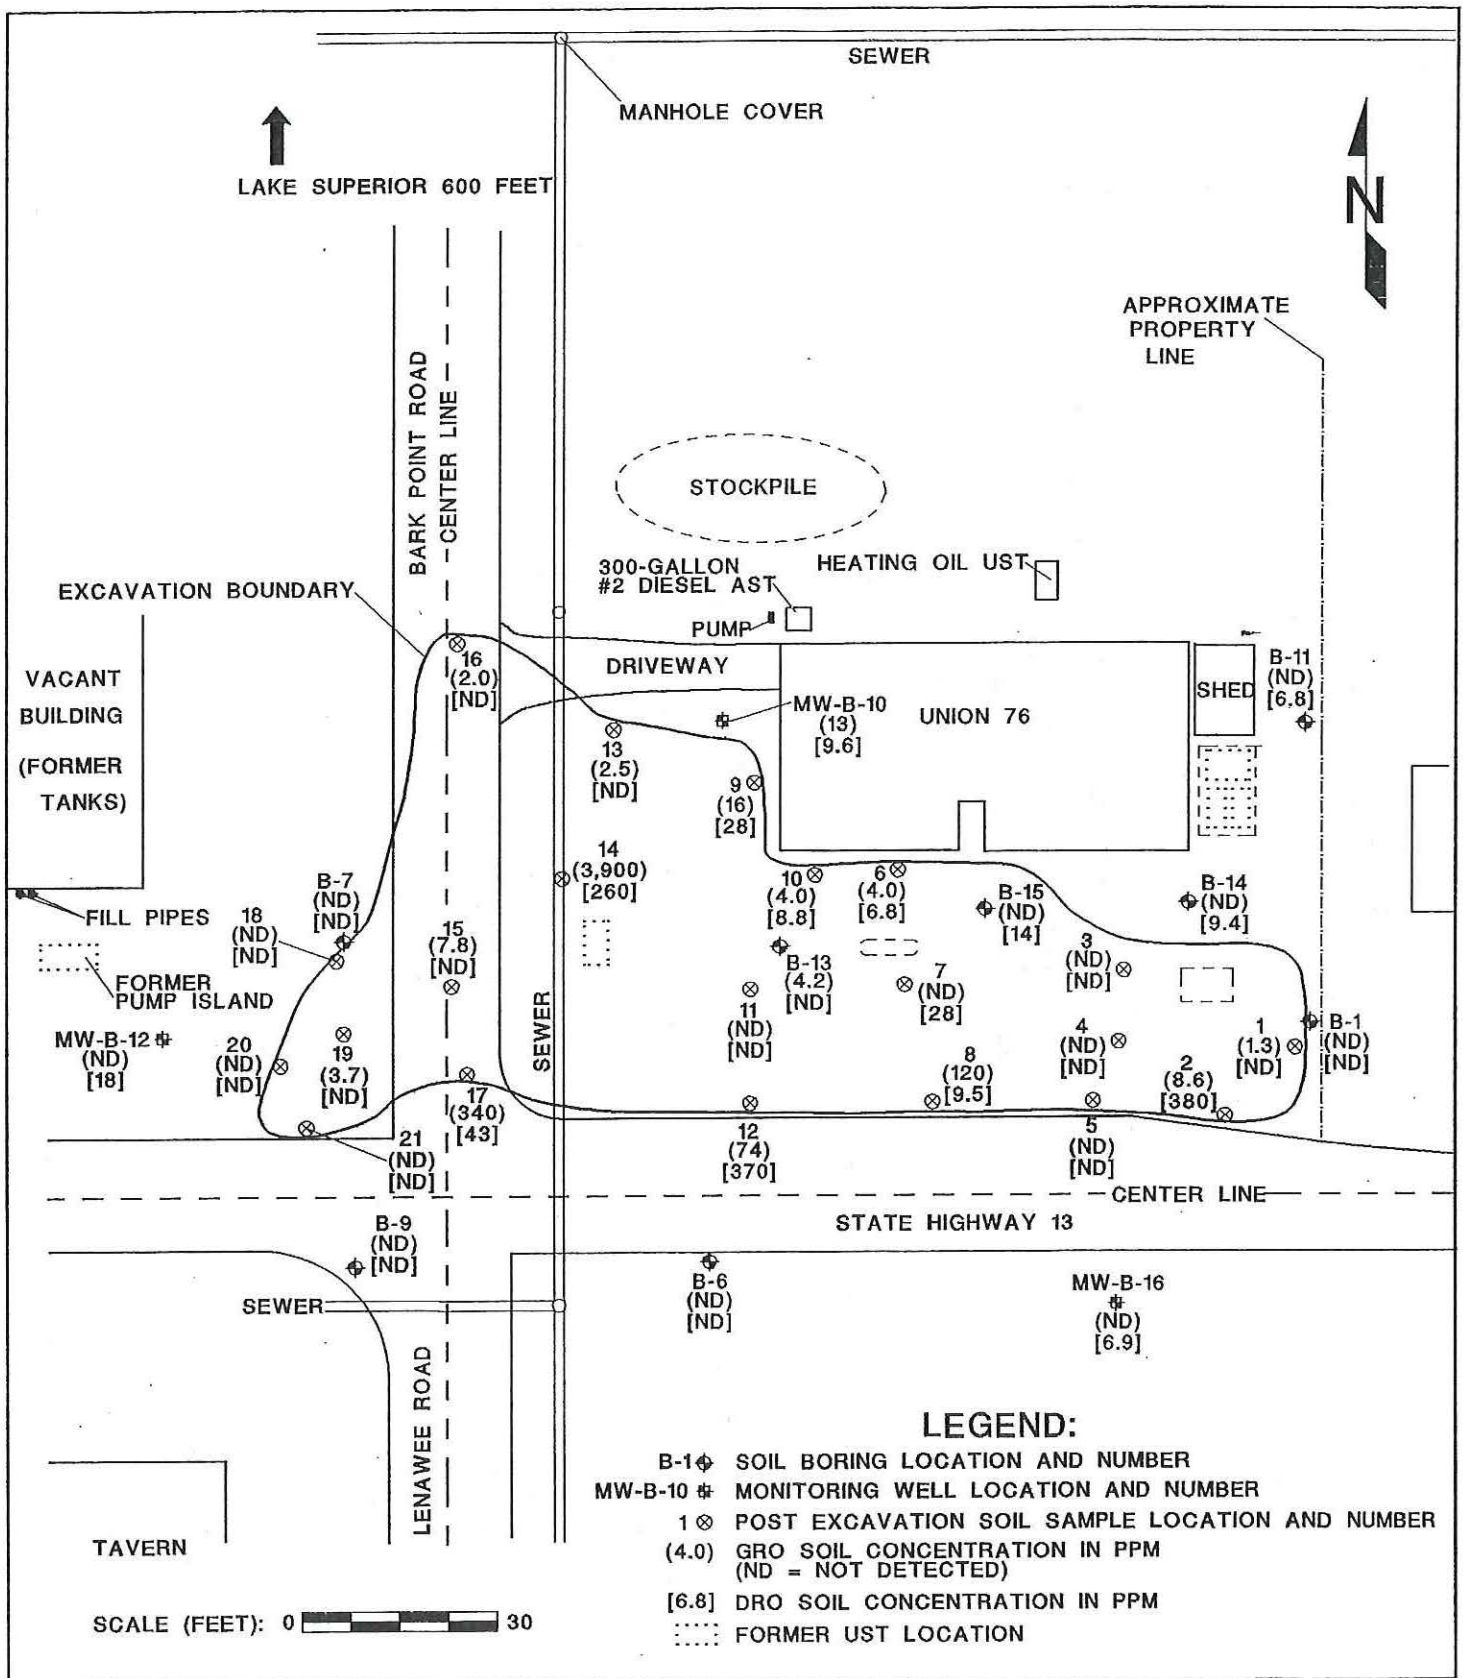 SEWER
MANHOLE COVER
LAKE SUPERIOR 600 FEET
N
APPROXIMATE
PROPERTY
LINE
BARK POINT ROAD
CENTER LINE
STOCKPILE
300-GALLON
#2 DIESEL AST
HEATING OIL UST
PUMP
EXCAVATION BOUNDARY
VACANT
BUILDING
(FORMER
TANKS)
DRIVEWAY
UNION 76
SHED
B-11
(ND)
[6.8]
16
(2.0)
[ND]
MW-B-10
(13)
[9.6]
13
(2.5)
[ND]
9
(16)
[28]
14
(3,900)
[260]
10
(4.0)
[8.8]
6
(4.0)
[6.8]
B-15
(ND)
[14]
B-14
(ND)
[9.4]
FILL PIPES
B-7
(ND)
[ND]
18
(ND)
[ND]
15
(7.8)
[ND]
FORMER
PUMP ISLAND
B-13
(4.2)
[ND]
7
(ND)
[28]
3
(ND)
[ND]
MW-B-12
(ND)
[18]
20
(ND)
[ND]
19
(3.7)
[ND]
SEWER
11
(ND)
[ND]
8
(120)
[9.5]
4
(ND)
[ND]
2
(8.6)
[380]
1
(1.3)
[ND]
B-1
(ND)
[ND]
21
(ND)
[ND]
17
(340)
[43]
12
(74)
[370]
5
(ND)
[ND]
CENTER LINE
STATE HIGHWAY 13
B-9
(ND)
[ND]
SEWER
B-6
(ND)
[ND]
MW-B-16
(ND)
[6.9]
LENAWEE ROAD
TAVERN
SCALE (FEET): 0 30
LEGEND:
B-1 SOIL BORING LOCATION AND NUMBER
MW-B-10 MONITORING WELL LOCATION AND NUMBER
1 POST EXCAVATION SOIL SAMPLE LOCATION AND NUMBER
(4.0) GRO SOIL CONCENTRATION IN PPM
(ND = NOT DETECTED)
[6.8] DRO SOIL CONCENTRATION IN PPM
FORMER UST LOCATION